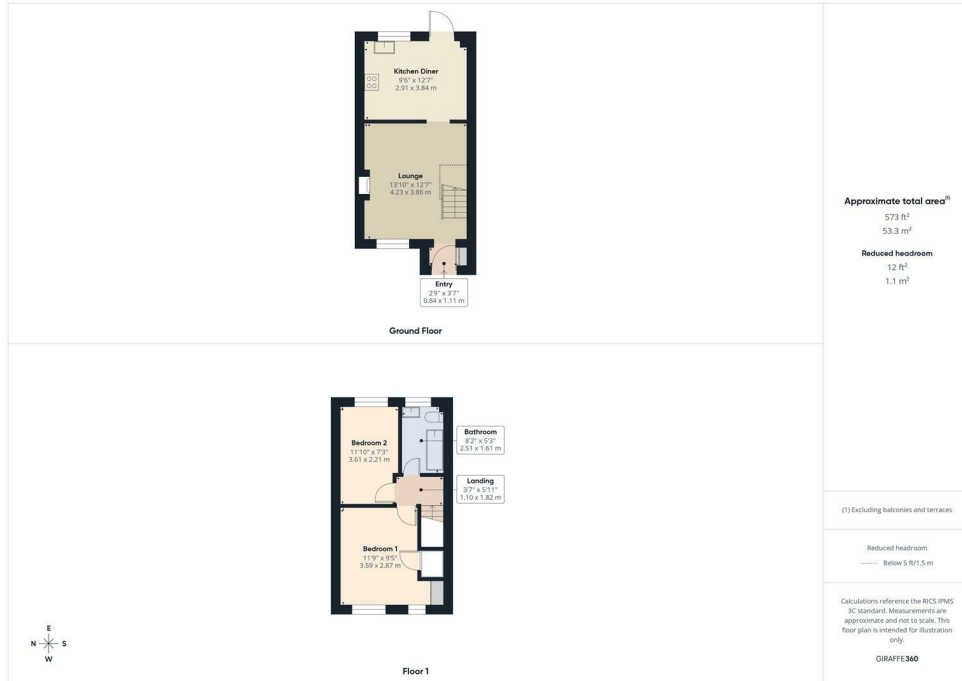 Kitchen Diner
9'6" x 12'7"
2.91 x 3.84 m
Lounge
13'10" x 12'7"
4.23 x 3.86 m
Entry
2'9" x 3'7"
0.84 x 1.11 m
Ground Floor
Bedroom 2
11'10" x 7'3"
3.61 x 2.21 m
Bathroom
8'2" x 5'3"
2.51 x 1.61 m
Landing
3'7" x 5'11"
1.10 x 1.82 m
Bedroom 1
11'9" x 9'5"
3.59 x 2.87 m
E
N S
W
Floor 1
Approximate total area(1)
573 ft²
53.3 m²
Reduced headroom
12 ft²
1.1 m²
(1) Excluding balconies and terraces
Reduced headroom
Below 5 ft/1.5 m
Calculations reference the RICS IPMS
3C standard. Measurements are
approximate and not to scale. This
floor plan is intended for illustration
only.
GIRAFFE360